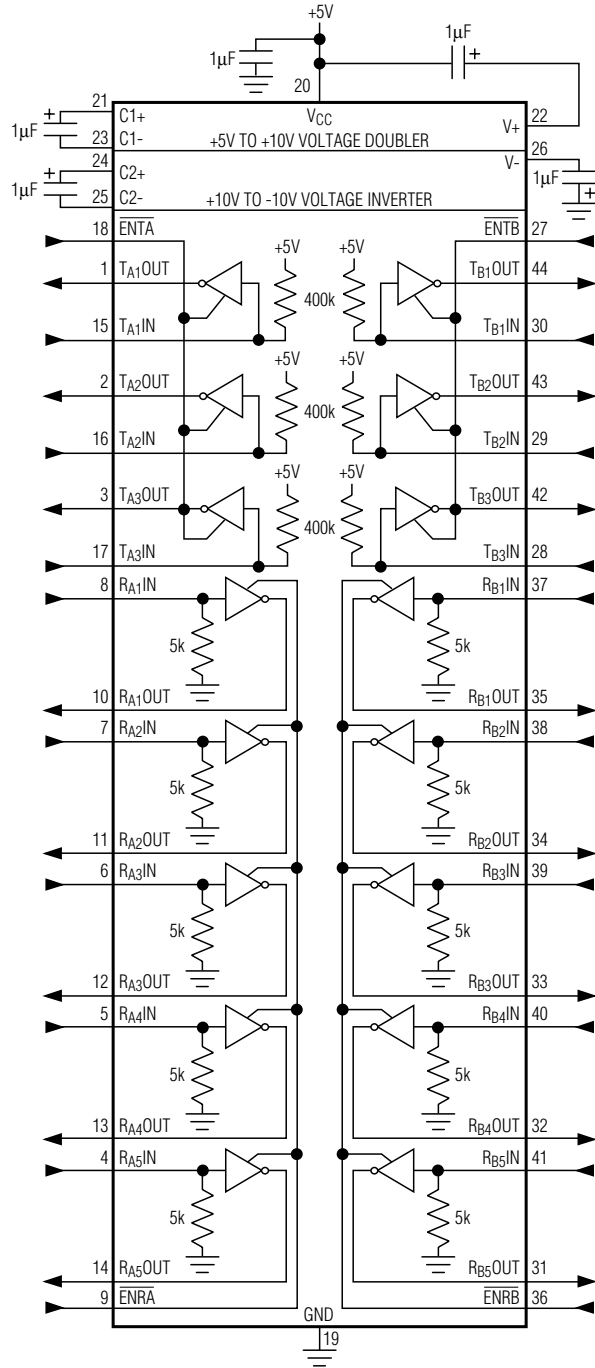 +5V
1µF
1µF +
20
21 C1+ VCC V+ 22
+ 1µF
23 C1- +5V TO +10V VOLTAGE DOUBLER
24 C2+ V- 26
+ 1µF
25 C2- +10V TO -10V VOLTAGE INVERTER
1µF +
18 ENTA ENTB 27
+5V +5V
1 TA1OUT TB1OUT 44
400k
15 TA1IN TB1IN 30
+5V +5V
2 TA2OUT TB2OUT 43
400k
16 TA2IN TB2IN 29
+5V +5V
3 TA3OUT TB3OUT 42
400k
17 TA3IN TB3IN 28
8 RA1IN RB1IN 37
5k 5k
10 RA1OUT RB1OUT 35
7 RA2IN RB2IN 38
5k 5k
11 RA2OUT RB2OUT 34
6 RA3IN RB3IN 39
5k 5k
12 RA3OUT RB3OUT 33
5 RA4IN RB4IN 40
5k 5k
13 RA4OUT RB4OUT 32
4 RA5IN RB5IN 41
5k 5k
14 RA5OUT RB5OUT 31
9 ENRA ENRB 36
GND
19